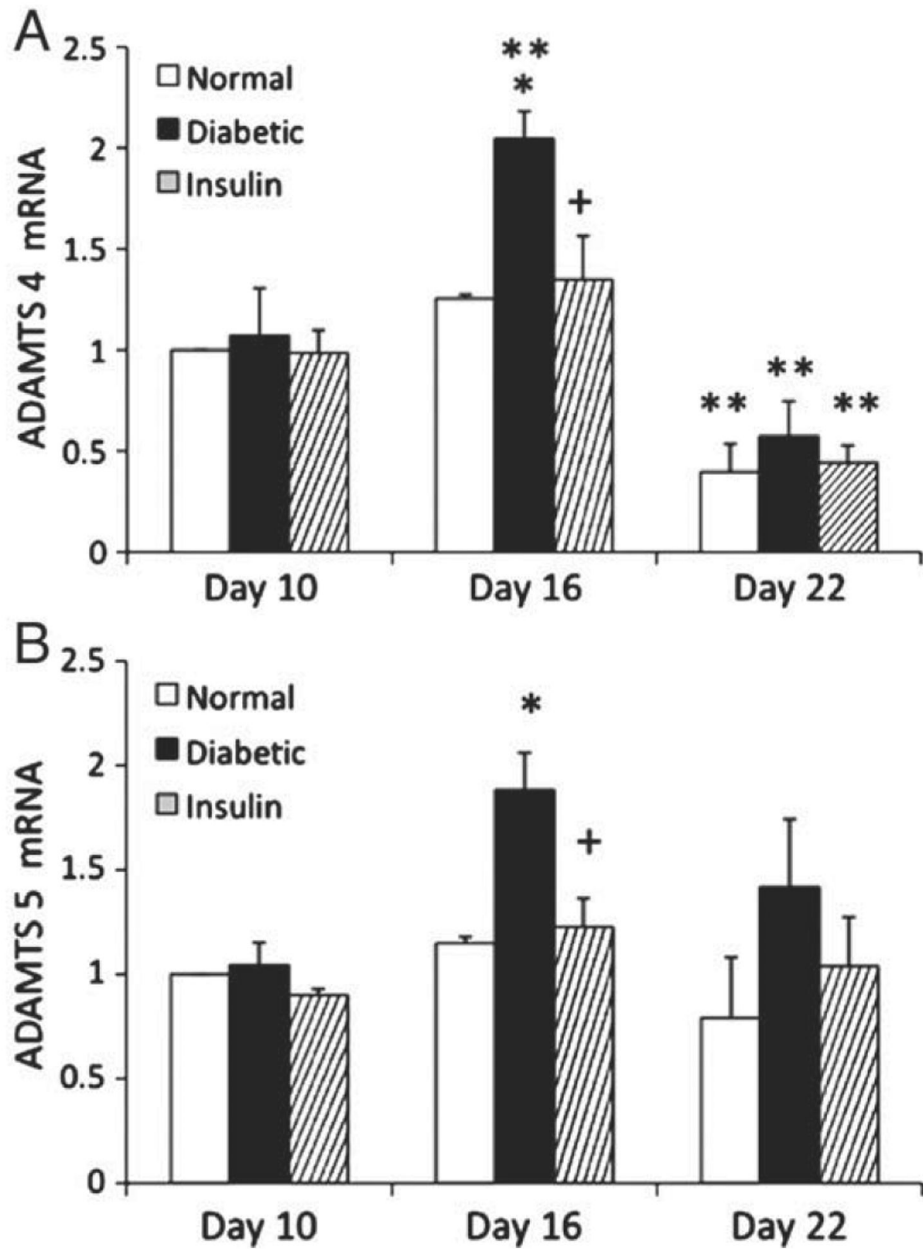 A
2.5
2
1.5
1
0.5
0
ADAMTS 4 mRNA
Normal
Diabetic
Insulin
**
*
+
**
**
**
Day 10
Day 16
Day 22
B
2.5
2
1.5
1
0.5
0
ADAMTS 5 mRNA
Normal
Diabetic
Insulin
*
+
Day 10
Day 16
Day 22